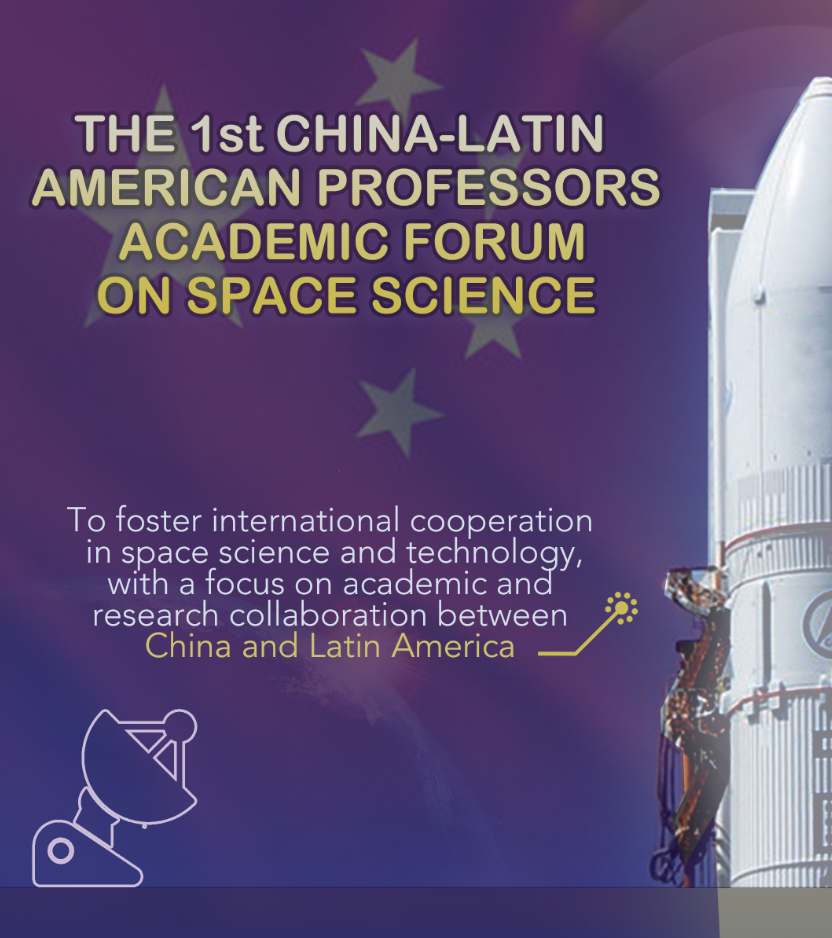 THE 1st CHINA-LATIN
AMERICAN PROFESSORS
ACADEMIC FORUM
ON SPACE SCIENCE
To foster international cooperation
in space science and technology,
with a focus on academic and
research collaboration between
China and Latin America